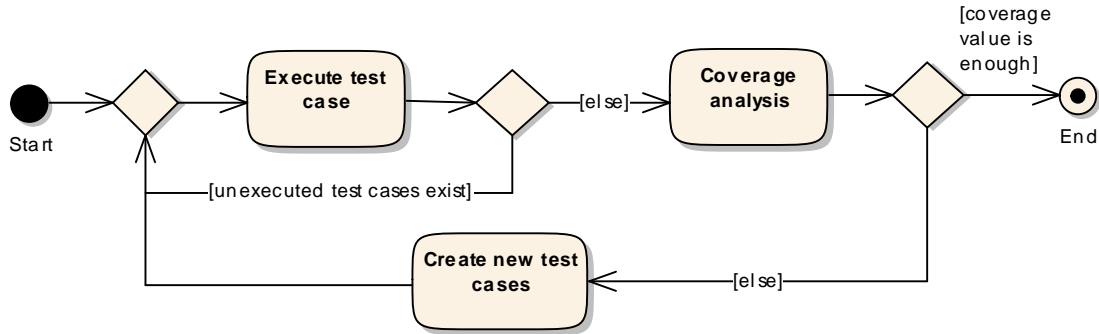 [coverage
value is
enough]
Execute test
case
Coverage
analysis
[else]
Start
End
[unexecuted test cases exist]
Create new test
cases
[else]